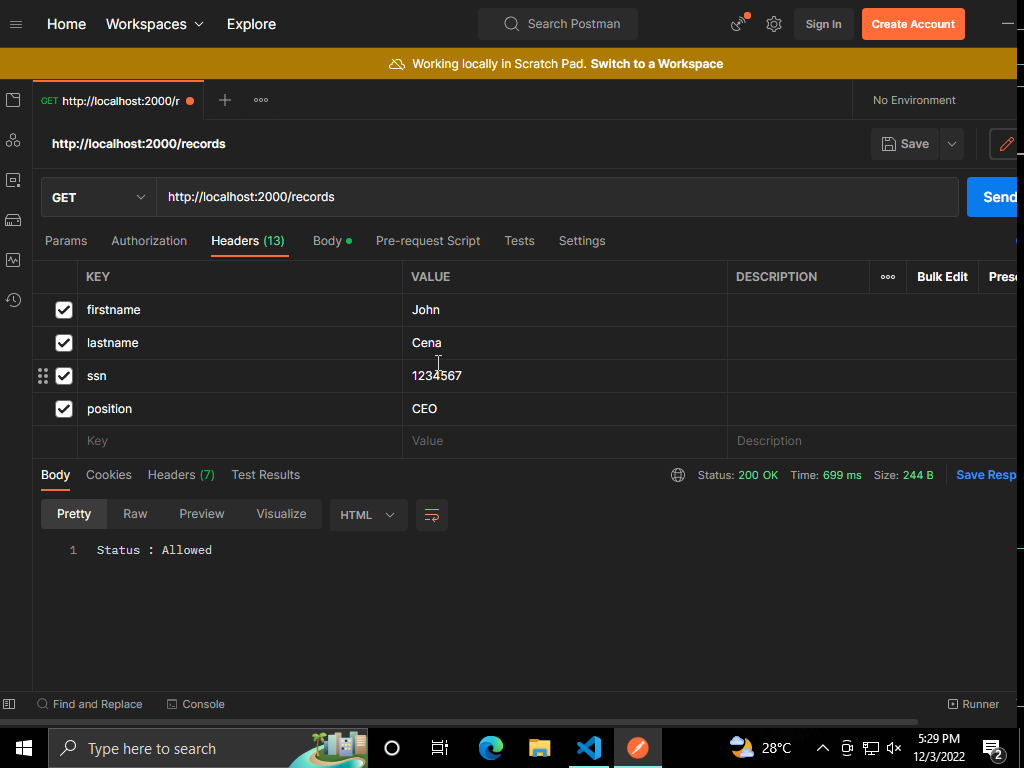 Home Workspaces Explore Search Postman Sign In Create Account
Working locally in Scratch Pad. Switch to a Workspace
GET http://localhost:2000/r No Environment
http://localhost:2000/records Save
GET http://localhost:2000/records Send
Params Authorization Headers (13) Body Pre-request Script Tests Settings
KEY VALUE DESCRIPTION Bulk Edit Prese
firstname John
lastname Cena
ssn 1234567
position CEO
Key Value Description
Body Cookies Headers (7) Test Results Status: 200 OK Time: 699 ms Size: 244 B Save Resp
Pretty Raw Preview Visualize HTML
1 Status : Allowed
Find and Replace Console Runner
Type here to search 28°C 5:29 PM
12/3/2022 2